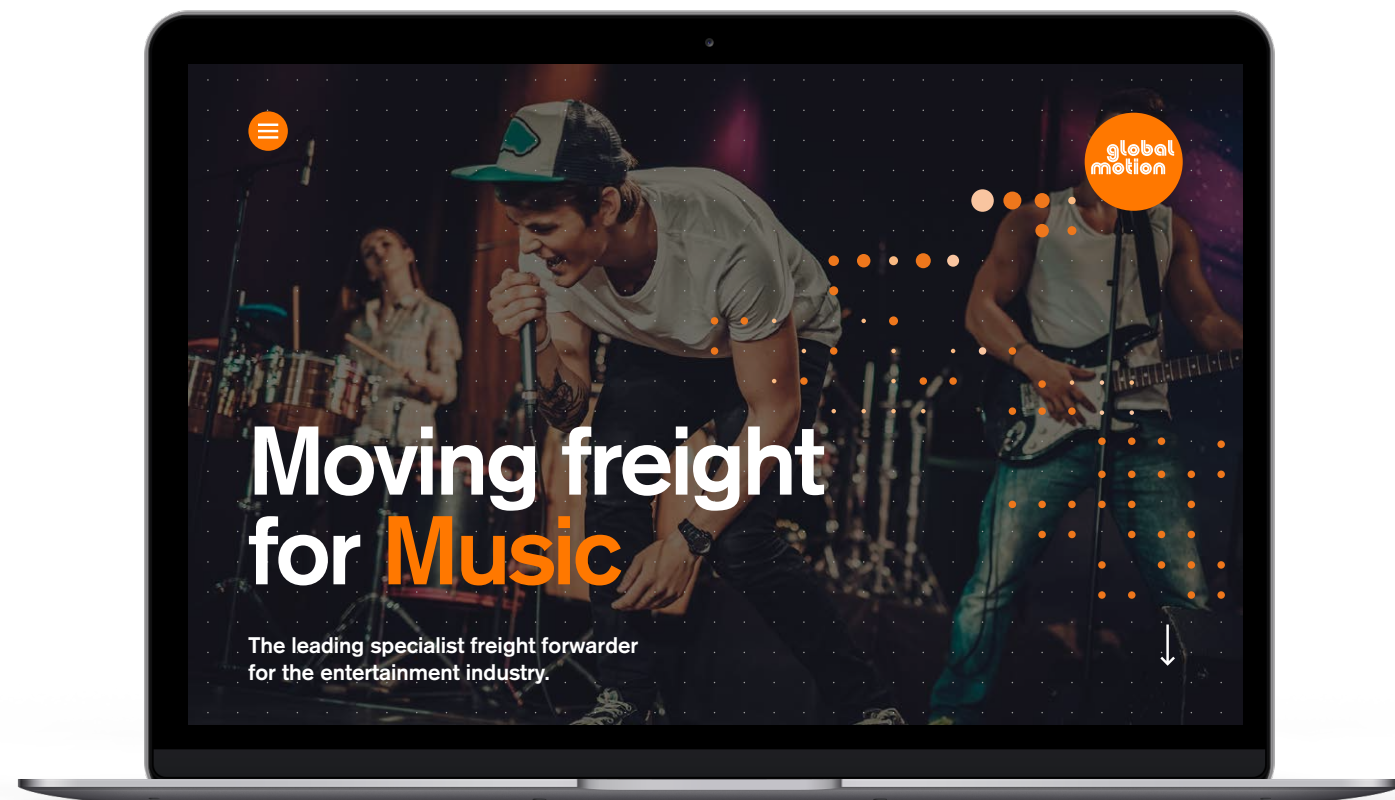 global
motion
Moving freight
for Music
The leading specialist freight forwarder
for the entertainment industry.